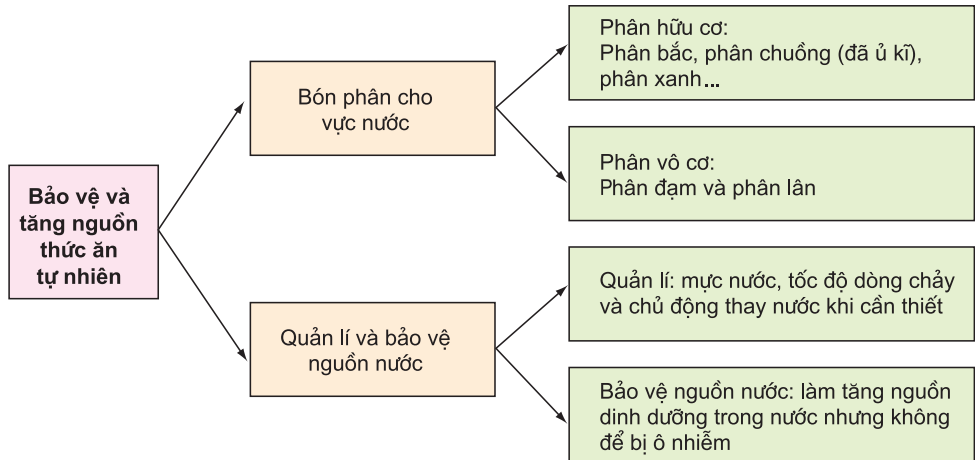 Bảo vệ và
tăng nguồn
thức ăn
tự nhiên
Bón phân cho
vực nước
Quản lí và bảo vệ
nguồn nước
Phân hữu cơ:
Phân bắc, phân chuồng (đã ủ kĩ),
phân xanh...
Phân vô cơ:
Phân đạm và phân lân
Quản lí: mực nước, tốc độ dòng chảy
và chủ động thay nước khi cần thiết
Bảo vệ nguồn nước: làm tăng nguồn
dinh dưỡng trong nước nhưng không
để bị ô nhiễm